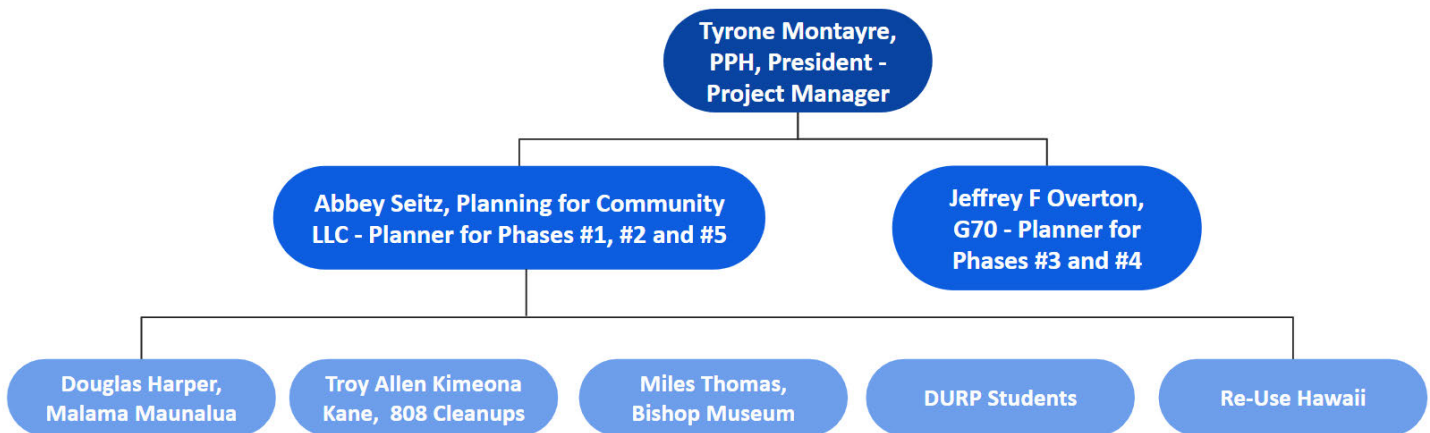 Tyrone Montayre,
PPH, President -
Project Manager
Abbey Seitz, Planning for Community
LLC - Planner for Phases #1, #2 and #5
Jeffrey F Overton,
G70 - Planner for
Phases #3 and #4
Douglas Harper,
Malama Maunalua
Troy Allen Kimeona
Kane, 808 Cleanups
Miles Thomas,
Bishop Museum
DURP Students
Re-Use Hawaii